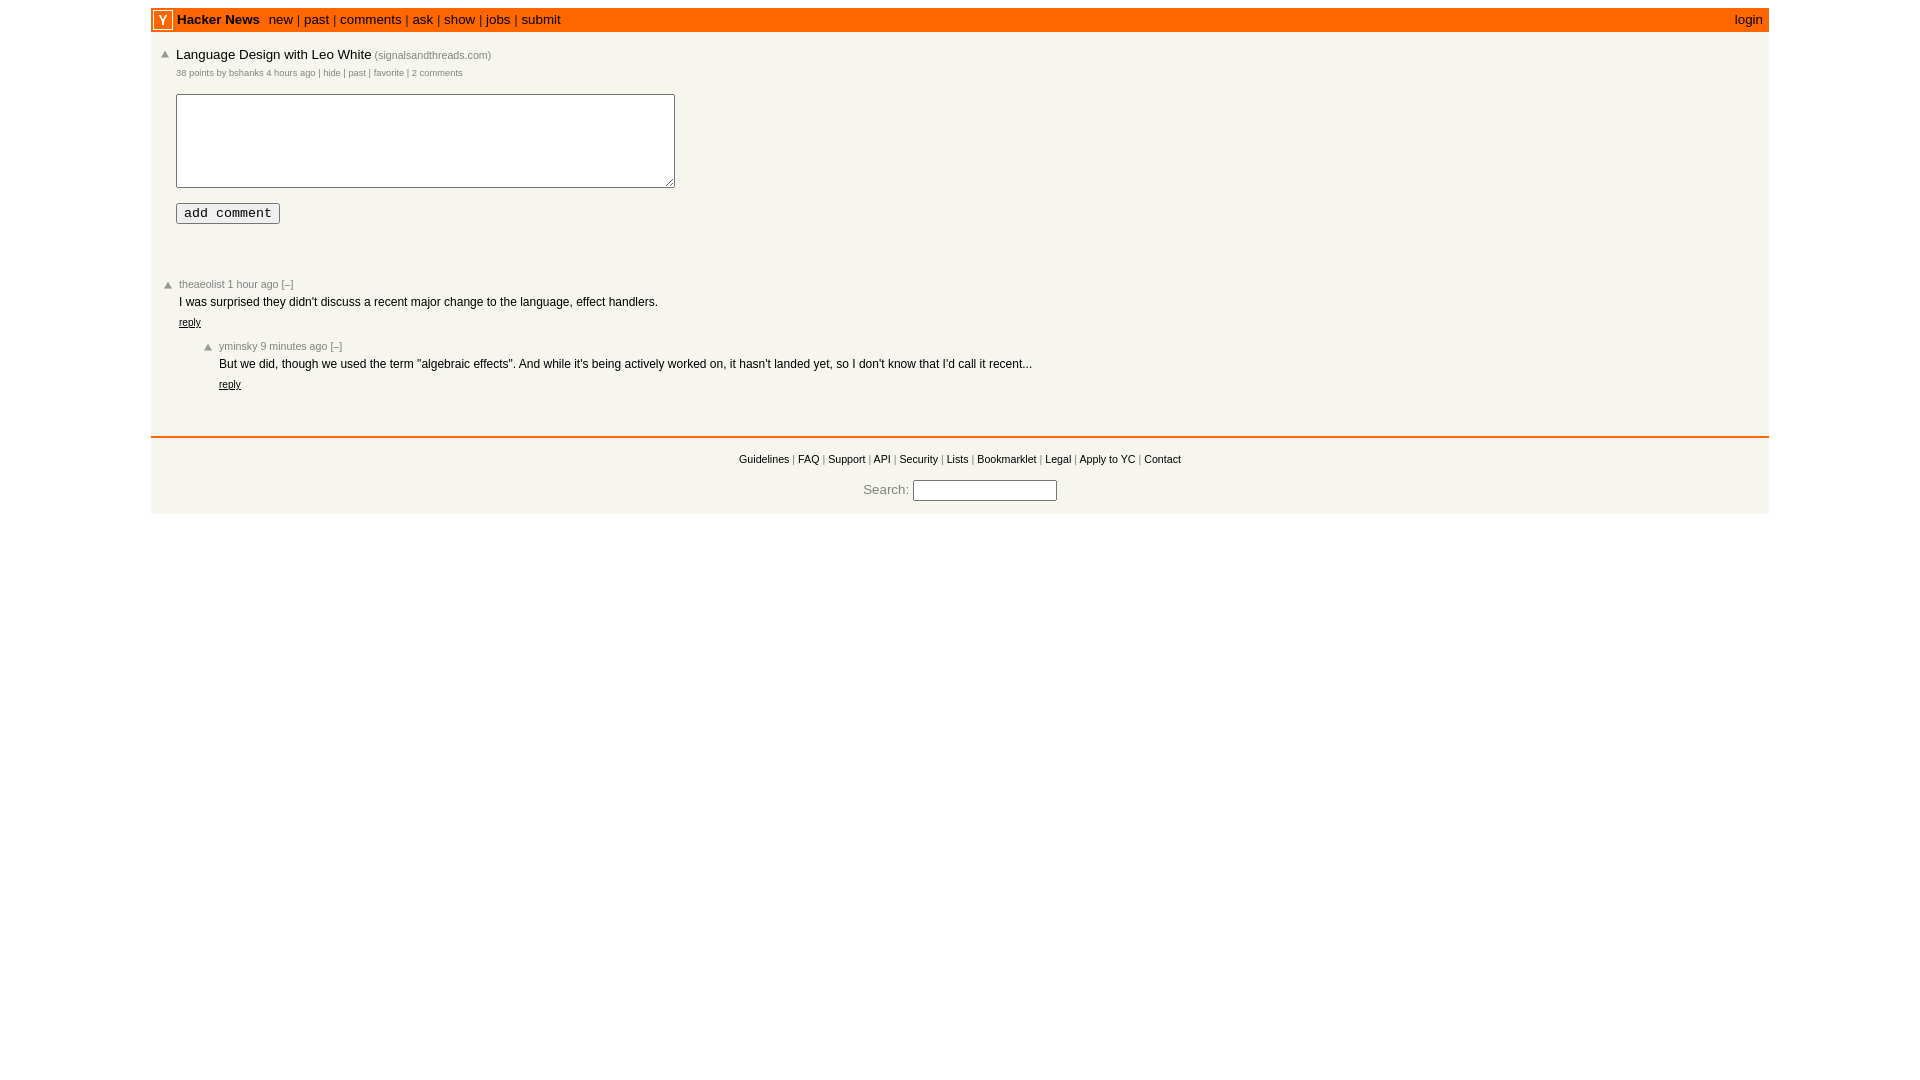 Y Hacker News new | past | comments | ask | show | jobs | submit login
Language Design with Leo White (signalsandthreads.com)
38 points by bshanks 4 hours ago | hide | past | favorite | 2 comments
add comment
theaeolist 1 hour ago [–]
I was surprised they didn't discuss a recent major change to the language, effect handlers.
reply
yminsky 9 minutes ago [–]
But we did, though we used the term "algebraic effects". And while it's being actively worked on, it hasn't landed yet, so I don't know that I'd call it recent...
reply
Guidelines | FAQ | Support | API | Security | Lists | Bookmarklet | Legal | Apply to YC | Contact
Search: